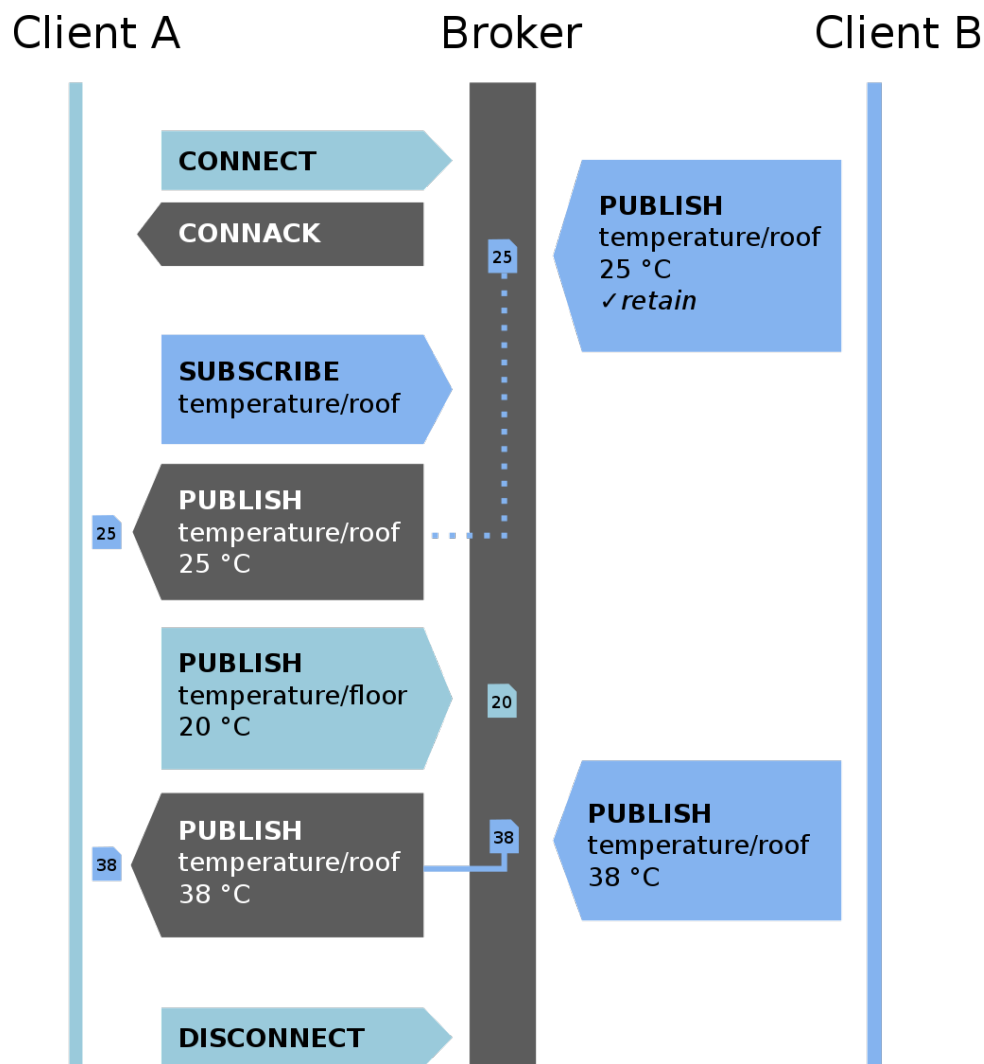 Client A
Broker
Client B
CONNECT
CONNACK
PUBLISH
temperature/roof
25 °C
✓retain
25
SUBSCRIBE
temperature/roof
PUBLISH
temperature/roof
25 °C
25
PUBLISH
temperature/floor
20 °C
20
PUBLISH
temperature/roof
38 °C
38
PUBLISH
temperature/roof
38 °C
38
DISCONNECT